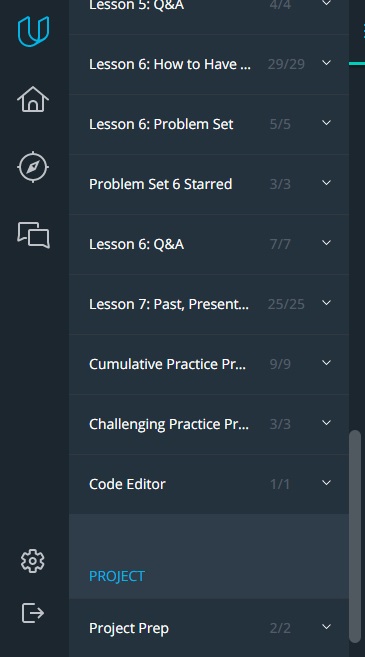 Lesson 5: Q&A 4/4
Lesson 6: How to Have ... 29/29
Lesson 6: Problem Set 5/5
Problem Set 6 Starred 3/3
Lesson 6: Q&A 7/7
Lesson 7: Past, Present... 25/25
Cumulative Practice Pr... 9/9
Challenging Practice Pr... 3/3
Code Editor 1/1
PROJECT
Project Prep 2/2